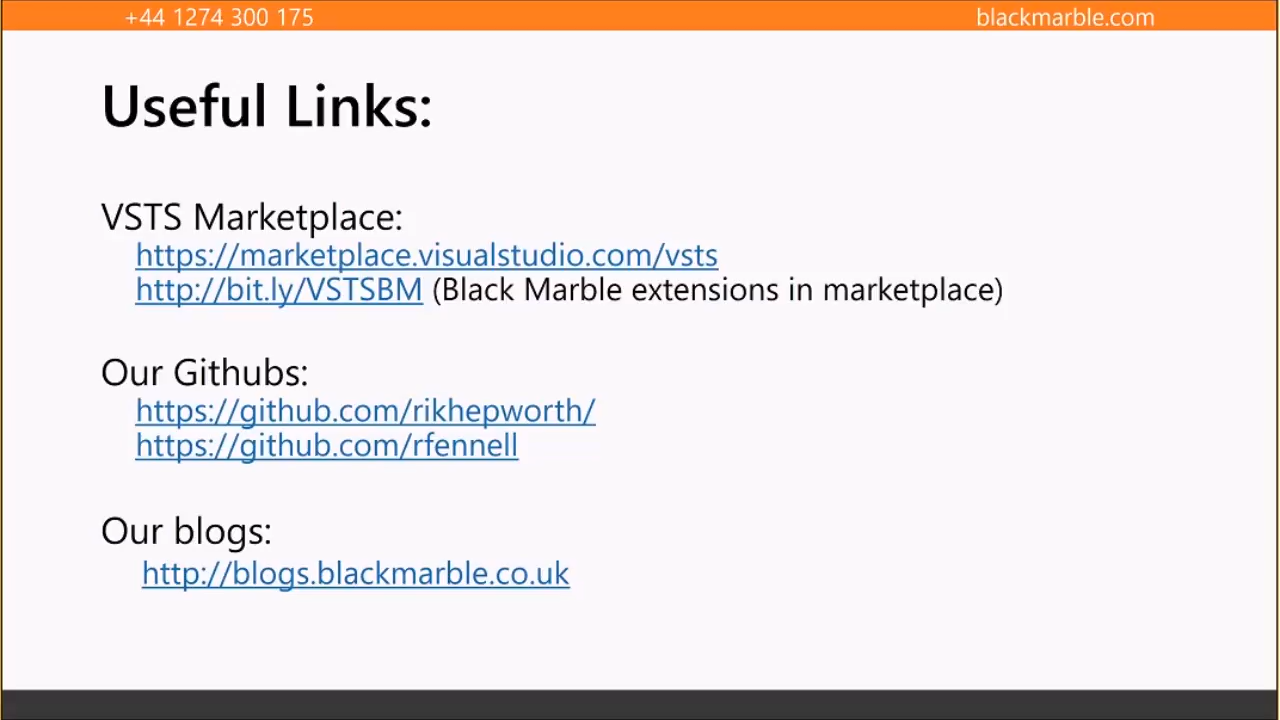 +44 1274 300 175
blackmarble.com
Useful Links:
VSTS Marketplace:
https://marketplace.visualstudio.com/vsts
http://bit.ly/VSTSBM (Black Marble extensions in marketplace)
Our Githubs:
https://github.com/rikhepworth/
https://github.com/rfennell
Our blogs:
http://blogs.blackmarble.co.uk